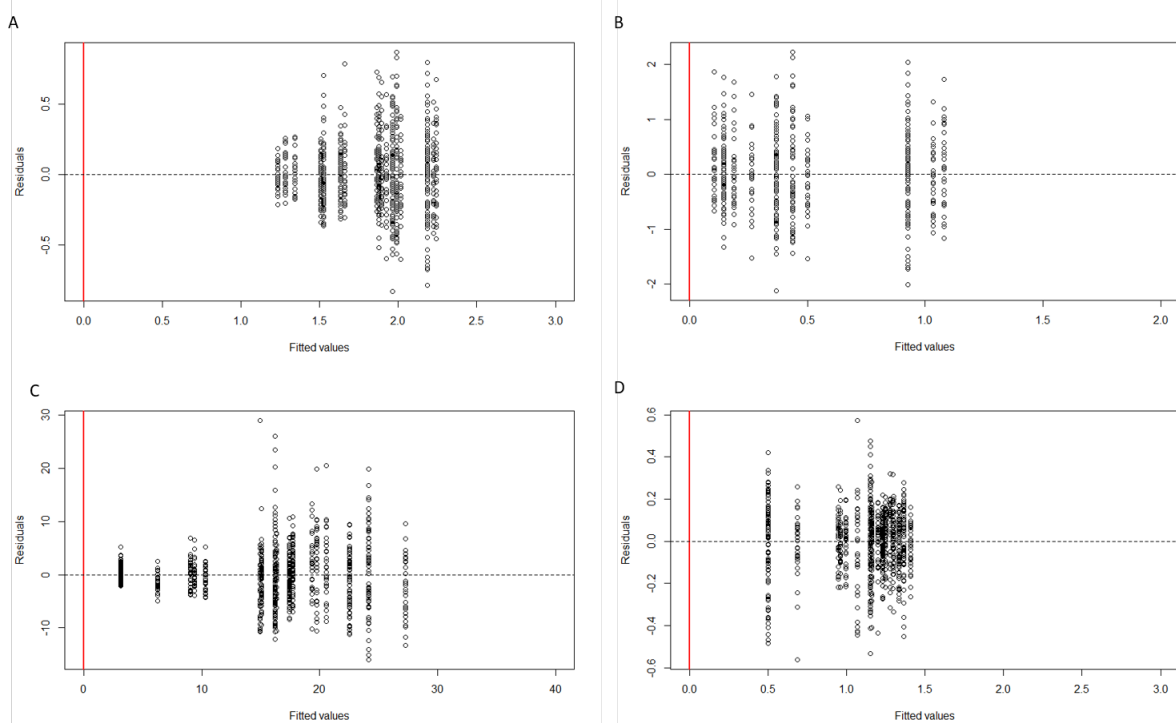 A
B
0.5
0.0
-0.5
Residuals
0.0 0.5 1.0 1.5 2.0 2.5 3.0
Fitted values
2
1
0
-1
-2
Residuals
0.0 0.5 1.0 1.5 2.0
Fitted values
C
D
30
20
10
0
-10
Residuals
0 10 20 30 40
Fitted values
0.6
0.4
0.2
0.0
-0.2
-0.4
-0.6
Residuals
0.0 0.5 1.0 1.5 2.0 2.5 3.0
Fitted values